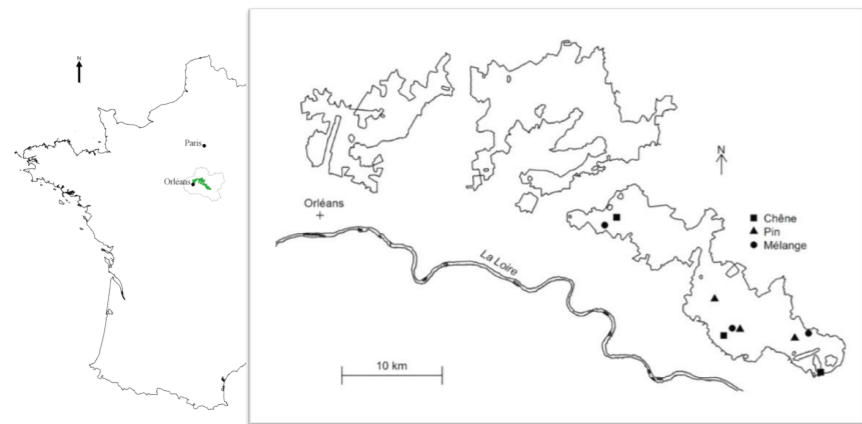 N
Paris
Orléans
N
Orléans
La Loire
Chêne
Pin
Mélange
10 km